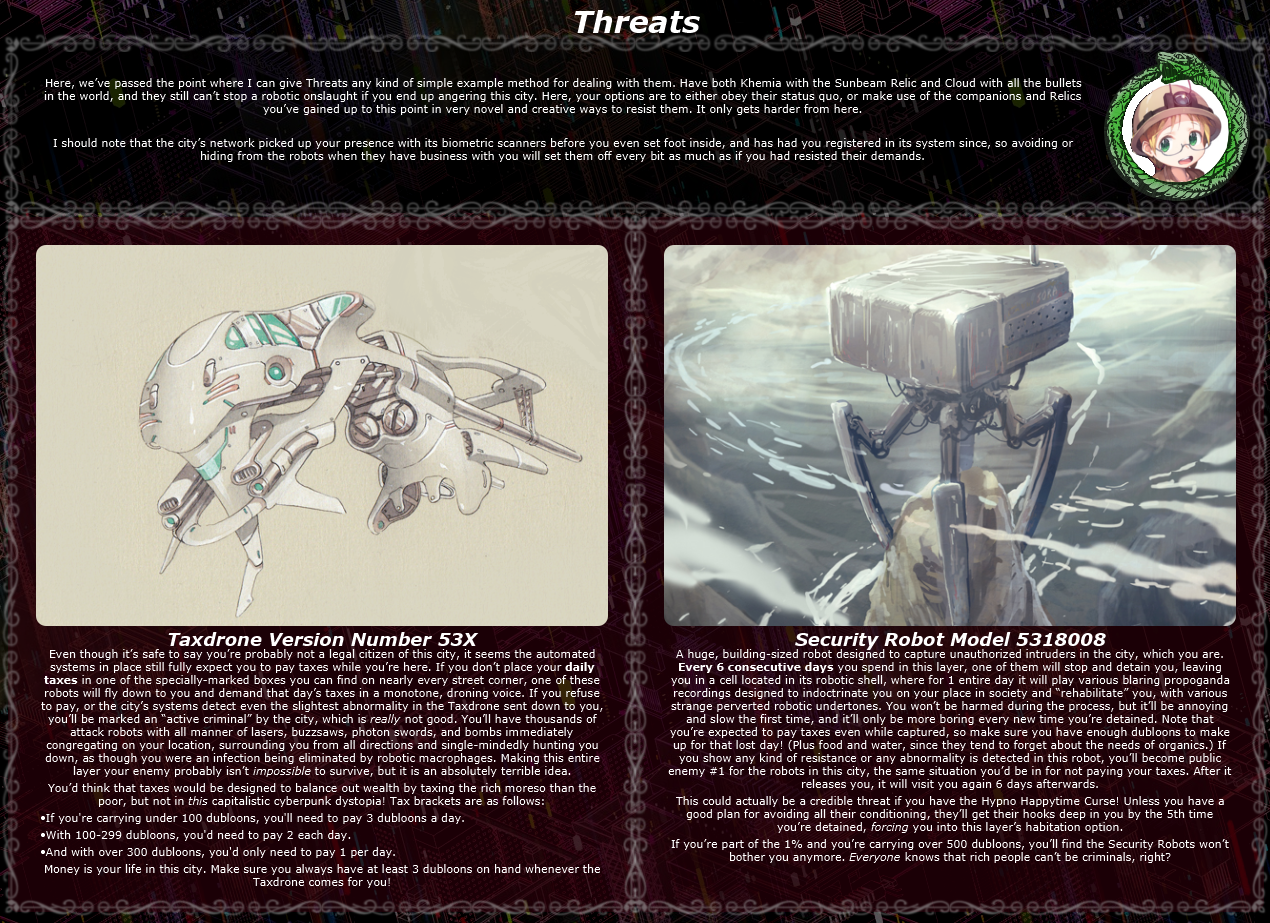 Threats
Here, we've passed the point where I can give Threats any kind of simple example method for dealing with them. Have both Khemia with the Sunbeam Relic and Cloud with all the bullets
in the world, and they still can't stop a robotic onslaught if you end up angering this city. Here, your options are to either obey their status quo, or make use of the companions and Relics
you've gained up to this point in very novel and creative ways to resist them. It only gets harder from here.
I should note that the city's network picked up your presence with its biometric scanners before you even set foot inside, and has had you registered in its system since, so avoiding or
hiding from the robots when they have business with you will set them off every bit as much as if you had resisted their demands.
Taxdrone Version Number 53X
Even though it's safe to say you're probably not a legal citizen of this city, it seems the automated
systems in place still fully expect you to pay taxes while you're here. If you don't place your daily
taxes in one of the specially-marked boxes you can find on nearly every street corner, one of these
robots will fly down to you and demand that day's taxes in a monotone, droning voice. If you refuse
to pay, or the city's systems detect even the slightest abnormality in the Taxdrone sent down to you,
you'll be marked an "active criminal" by the city, which is really not good. You'll have thousands of
attack robots with all manner of lasers, buzzsaws, photon swords, and bombs immediately
congregating on your location, surrounding you from all directions and single-mindedly hunting you
down, as though you were an infection being eliminated by robotic macrophages. Making this entire
layer your enemy probably isn't impossible to survive, but it is an absolutely terrible idea.
You'd think that taxes would be designed to balance out wealth by taxing the rich moreso than the
poor, but not in this capitalistic cyberpunk dystopia! Tax brackets are as follows:
•If you're carrying under 100 dubloons, you'll need to pay 3 dubloons a day.
•With 100-299 dubloons, you'd need to pay 2 each day.
•And with over 300 dubloons, you'd only need to pay 1 per day.
Money is your life in this city. Make sure you always have at least 3 dubloons on hand whenever the
Taxdrone comes for you!
Security Robot Model 5318008
A huge, building-sized robot designed to capture unauthorized intruders in the city, which you are.
Every 6 consecutive days you spend in this layer, one of them will stop and detain you, leaving
you in a cell located in its robotic shell, where for 1 entire day it will play various blaring propoganda
recordings designed to indoctrinate you on your place in society and "rehabilitate" you, with various
strange perverted robotic undertones. You won't be harmed during the process, but it'll be annoying
and slow the first time, and it'll only be more boring every new time you're detained. Note that
you're expected to pay taxes even while captured, so make sure you have enough dubloons to make
up for that lost day! (Plus food and water, since they tend to forget about the needs of organics.) If
you show any kind of resistance or any abnormality is detected in this robot, you'll become public
enemy #1 for the robots in this city, the same situation you'd be in for not paying your taxes. After it
releases you, it will visit you again 6 days afterwards.
This could actually be a credible threat if you have the Hypno Happytime Curse! Unless you have a
good plan for avoiding all their conditioning, they'll get their hooks deep in you by the 5th time
you're detained, forcing you into this layer's habitation option.
If you're part of the 1% and you're carrying over 500 dubloons, you'll find the Security Robots won't
bother you anymore. Everyone knows that rich people can't be criminals, right?